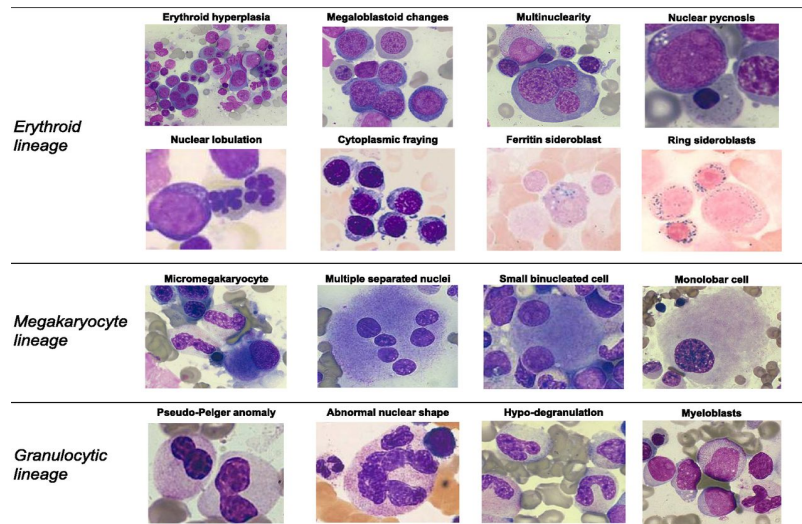 Erythroid hyperplasia Megaloblastoid changes Multinuclearity Nuclear pycnosis
Erythroid
lineage
Nuclear lobulation Cytoplasmic fraying Ferritin sideroblast Ring sideroblasts
Micromegakaryocyte Multiple separated nuclei Small binucleated cell Monolobar cell
Megakaryocyte
lineage
Pseudo-Pelger anomaly Abnormal nuclear shape Hypo-degranulation Myeloblasts
Granulocytic
lineage